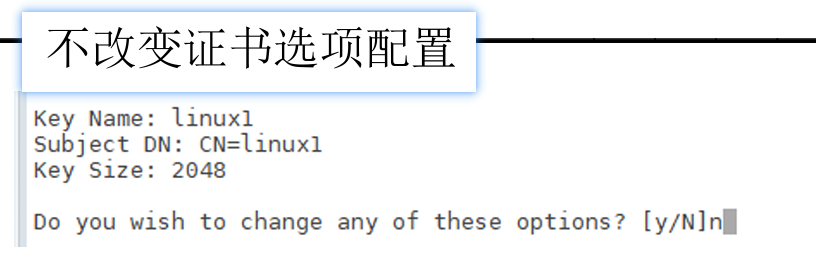 不改变证书选项配置
Key Name: linux1
Subject DN: CN=linux1
Key Size: 2048
Do you wish to change any of these options? [y/N]n